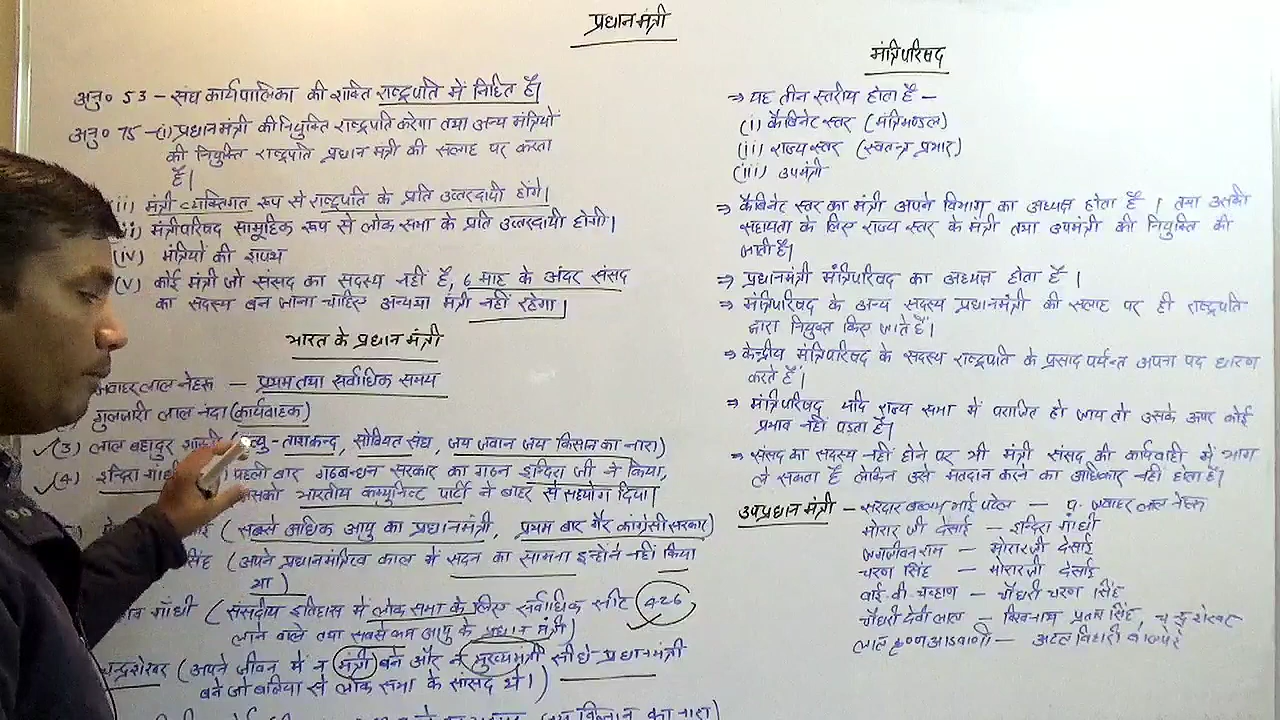 प्रधानमंत्री
अनु० 53 - संघ कार्यपालिका की शक्ति राष्ट्रपति में निहित है।
अनु० 75 - (i) प्रधानमंत्री की नियुक्ति राष्ट्रपति करेगा तथा अन्य मंत्रियों
की नियुक्ति राष्ट्रपति प्रधान मंत्री की सलाह पर करता
है।
ii) मंत्री व्यक्तिगत रूप से राष्ट्रपति के प्रति उत्तरदायी होंगे।
ii) मंत्रीपरिषद सामूहिक रूप से लोक सभा के प्रति उत्तरदायी होगी।
(iv) मंत्रियों की शपथ
(v) कोई मंत्री जो संसद का सदस्य नहीं है, 6 माह के अंदर संसद
का सदस्य बन जाना चाहिए अन्यथा मंत्री नहीं रहेगा।
भारत के प्रधान मंत्री
जवाहर लाल नेहरू - प्रथम तथा सर्वाधिक समय
गुलजारी लाल नंदा (कार्यवाहक)
(3) लाल बहादुर - ताशकन्द, सोवियत संघ, जय जवान जय किसान का नारा)
(4) इन्दिरा गांधी पहली बार गठबन्धन सरकार का गठन इन्दिरा जी ने किया,
जिसको भारतीय कम्युनिस्ट पार्टी ने बाहर से सहयोग दिया।
(सबसे अधिक आयु का प्रधानमंत्री, प्रथम बार गैर कांग्रेसी सरकार)
सिंह (अपने प्रधानमंत्रित्व काल में सदन का सामना इन्होंने नहीं किया
था)
गांधी (संसदीय इतिहास में लोक सभा के लिए सर्वाधिक सीट 426
लाने वाले तथा सबसे कम आयु के प्रधान मंत्री)
चन्द्रशेखर (अपने जीवन में न मंत्री बने और न मुख्यमंत्री सीधे प्रधानमंत्री
बने जो बलिया से लोक सभा के सांसद थे।)
का नारा)
मंत्रिपरिषद
⇒ यह तीन स्तरीय होता है -
(i) कैबिनेट स्तर (मंत्रिमण्डल)
(ii) राज्य स्तर (स्वतन्त्र प्रभार)
(iii) उपमंत्री
⇒ कैबिनेट स्तर का मंत्री अपने विभाग का अध्यक्ष होता है। तथा उसकी
सहायता के लिए राज्य स्तर के मंत्री तथा उपमंत्री की नियुक्ति की
जाती है।
⇒ प्रधानमंत्री मंत्रिपरिषद का अध्यक्ष होता है।
⇒ मंत्रिपरिषद के अन्य सदस्य प्रधानमंत्री की सलाह पर ही राष्ट्रपति
द्वारा नियुक्त किए जाते हैं।
⇒ केन्द्रीय मंत्रिपरिषद के सदस्य राष्ट्रपति के प्रसाद पर्यन्त अपना पद धारण
करते हैं।
⇒ मंत्रिपरिषद यदि राज्य सभा में पराजित हो जाय तो उसके ऊपर कोई
प्रभाव नहीं पड़ता है।
⇒ संसद का सदस्य नहीं होने पर भी मंत्री संसद की कार्यवाही में भाग
ले सकता है लेकिन उसे मतदान करने का अधिकार नहीं होता है।
उपप्रधानमंत्री - सरदार बल्लभ भाई पटेल - पं. जवाहर लाल नेहरू
मोरार जी देसाई - इन्दिरा गांधी
जगजीवन राम - मोरारजी देसाई
चरण सिंह - मोरारजी देसाई
वाई.वी. चव्हाण - चौधरी चरण सिंह
चौधरी देवी लाल - विश्वनाथ प्रताप सिंह, चन्द्रशेखर
लाल कृष्ण आडवाणी - अटल बिहारी